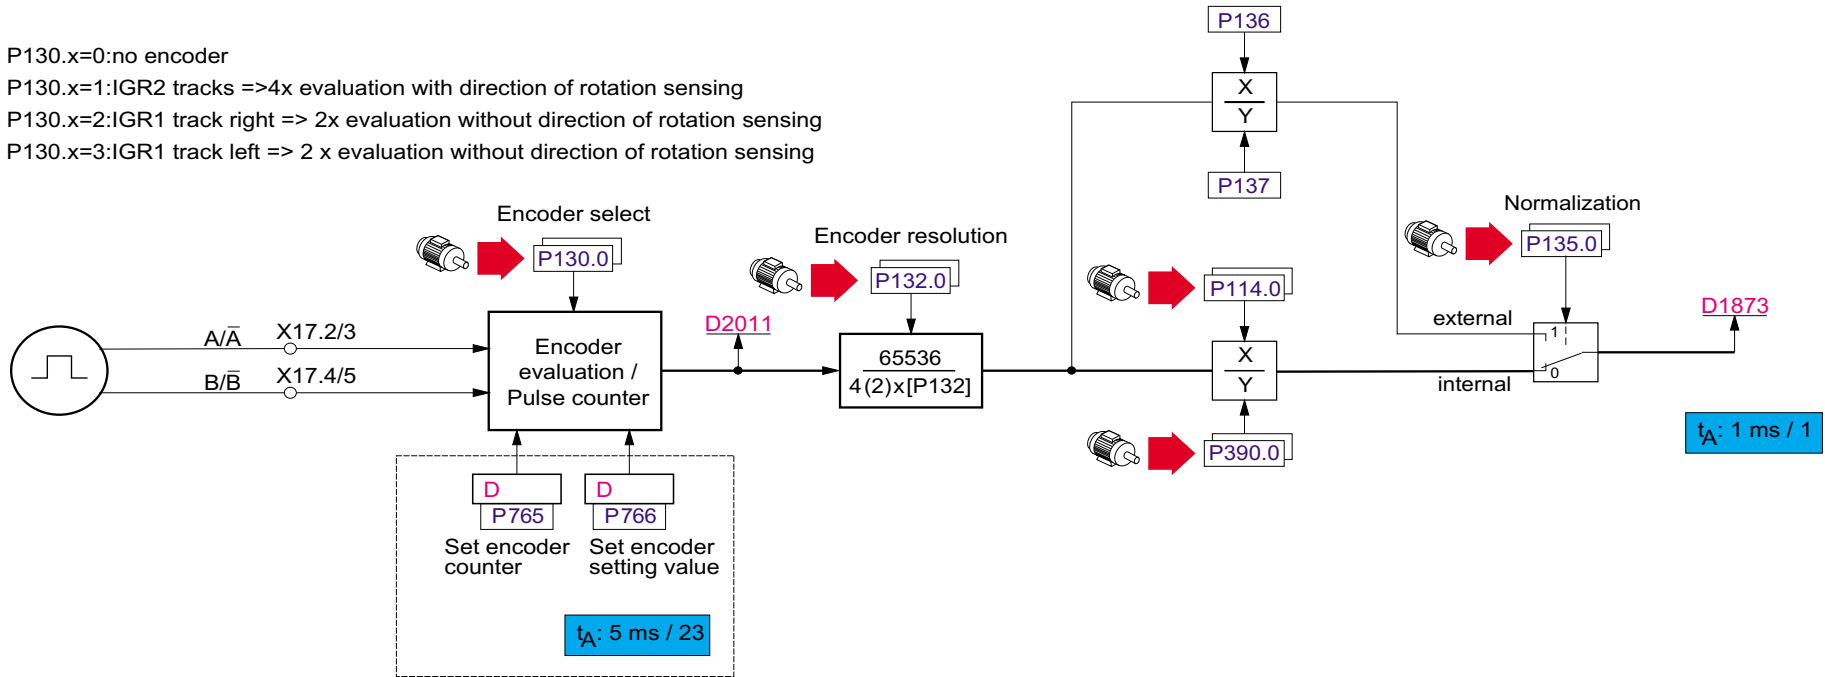 P130.x=0:no encoder
P130.x=1:IGR2 tracks =>4x evaluation with direction of rotation sensing
P130.x=2:IGR1 track right => 2x evaluation without direction of rotation sensing
P130.x=3:IGR1 track left => 2 x evaluation without direction of rotation sensing
P136
X
Y
P137
Encoder select
P130.0
Encoder resolution
P132.0
P114.0
Normalization
P135.0
A/A̅
X17.2/3
B/B̅
X17.4/5
Encoder
evaluation /
Pulse counter
D2011
65536
4(2)x[P132]
X
Y
P390.0
external
internal
1
0
D1873
tA: 1 ms / 1
D
P765
Set encoder
counter
D
P766
Set encoder
setting value
tA: 5 ms / 23